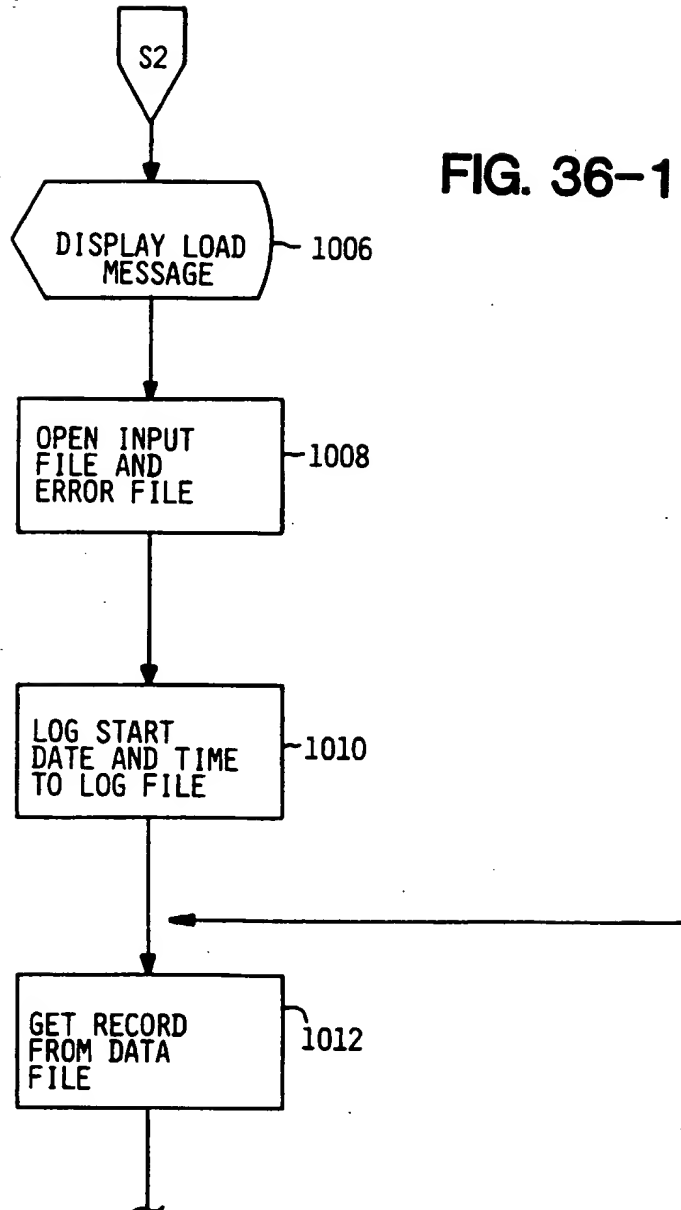 S2
FIG. 36-1
DISPLAY LOAD
MESSAGE
1006
OPEN INPUT
FILE AND
ERROR FILE
1008
LOG START
DATE AND TIME
TO LOG FILE
1010
GET RECORD
FROM DATA
FILE
1012